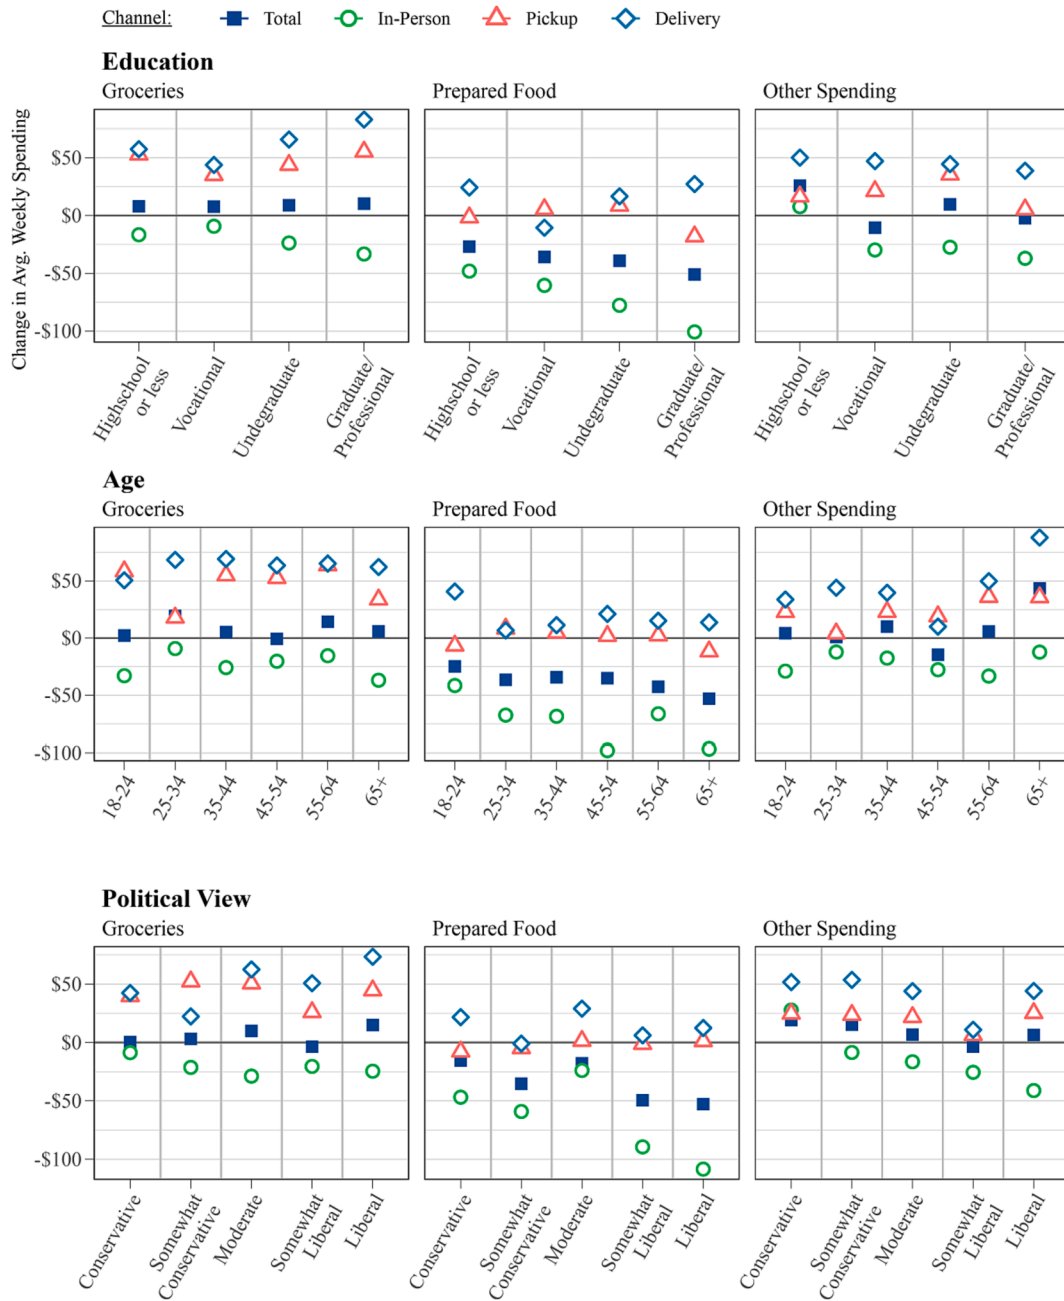 Channel: Total In-Person Pickup Delivery
Education
Groceries Prepared Food Other Spending
Change in Avg. Weekly Spending
$50
$0
-$50
-$100
Highschool or less Vocational Undegraduate Graduate/ Professional Highschool or less Vocational Undegraduate Graduate/ Professional Highschool or less Vocational Undegraduate Graduate/ Professional
Age
Groceries Prepared Food Other Spending
$50
$0
-$50
-$100
18-24 25-34 35-44 45-54 55-64 65+ 18-24 25-34 35-44 45-54 55-64 65+ 18-24 25-34 35-44 45-54 55-64 65+
Political View
Groceries Prepared Food Other Spending
$50
$0
-$50
-$100
Conservative Somewhat Conservative Moderate Somewhat Liberal Liberal Conservative Somewhat Conservative Moderate Somewhat Liberal Liberal Conservative Somewhat Conservative Moderate Somewhat Liberal Liberal